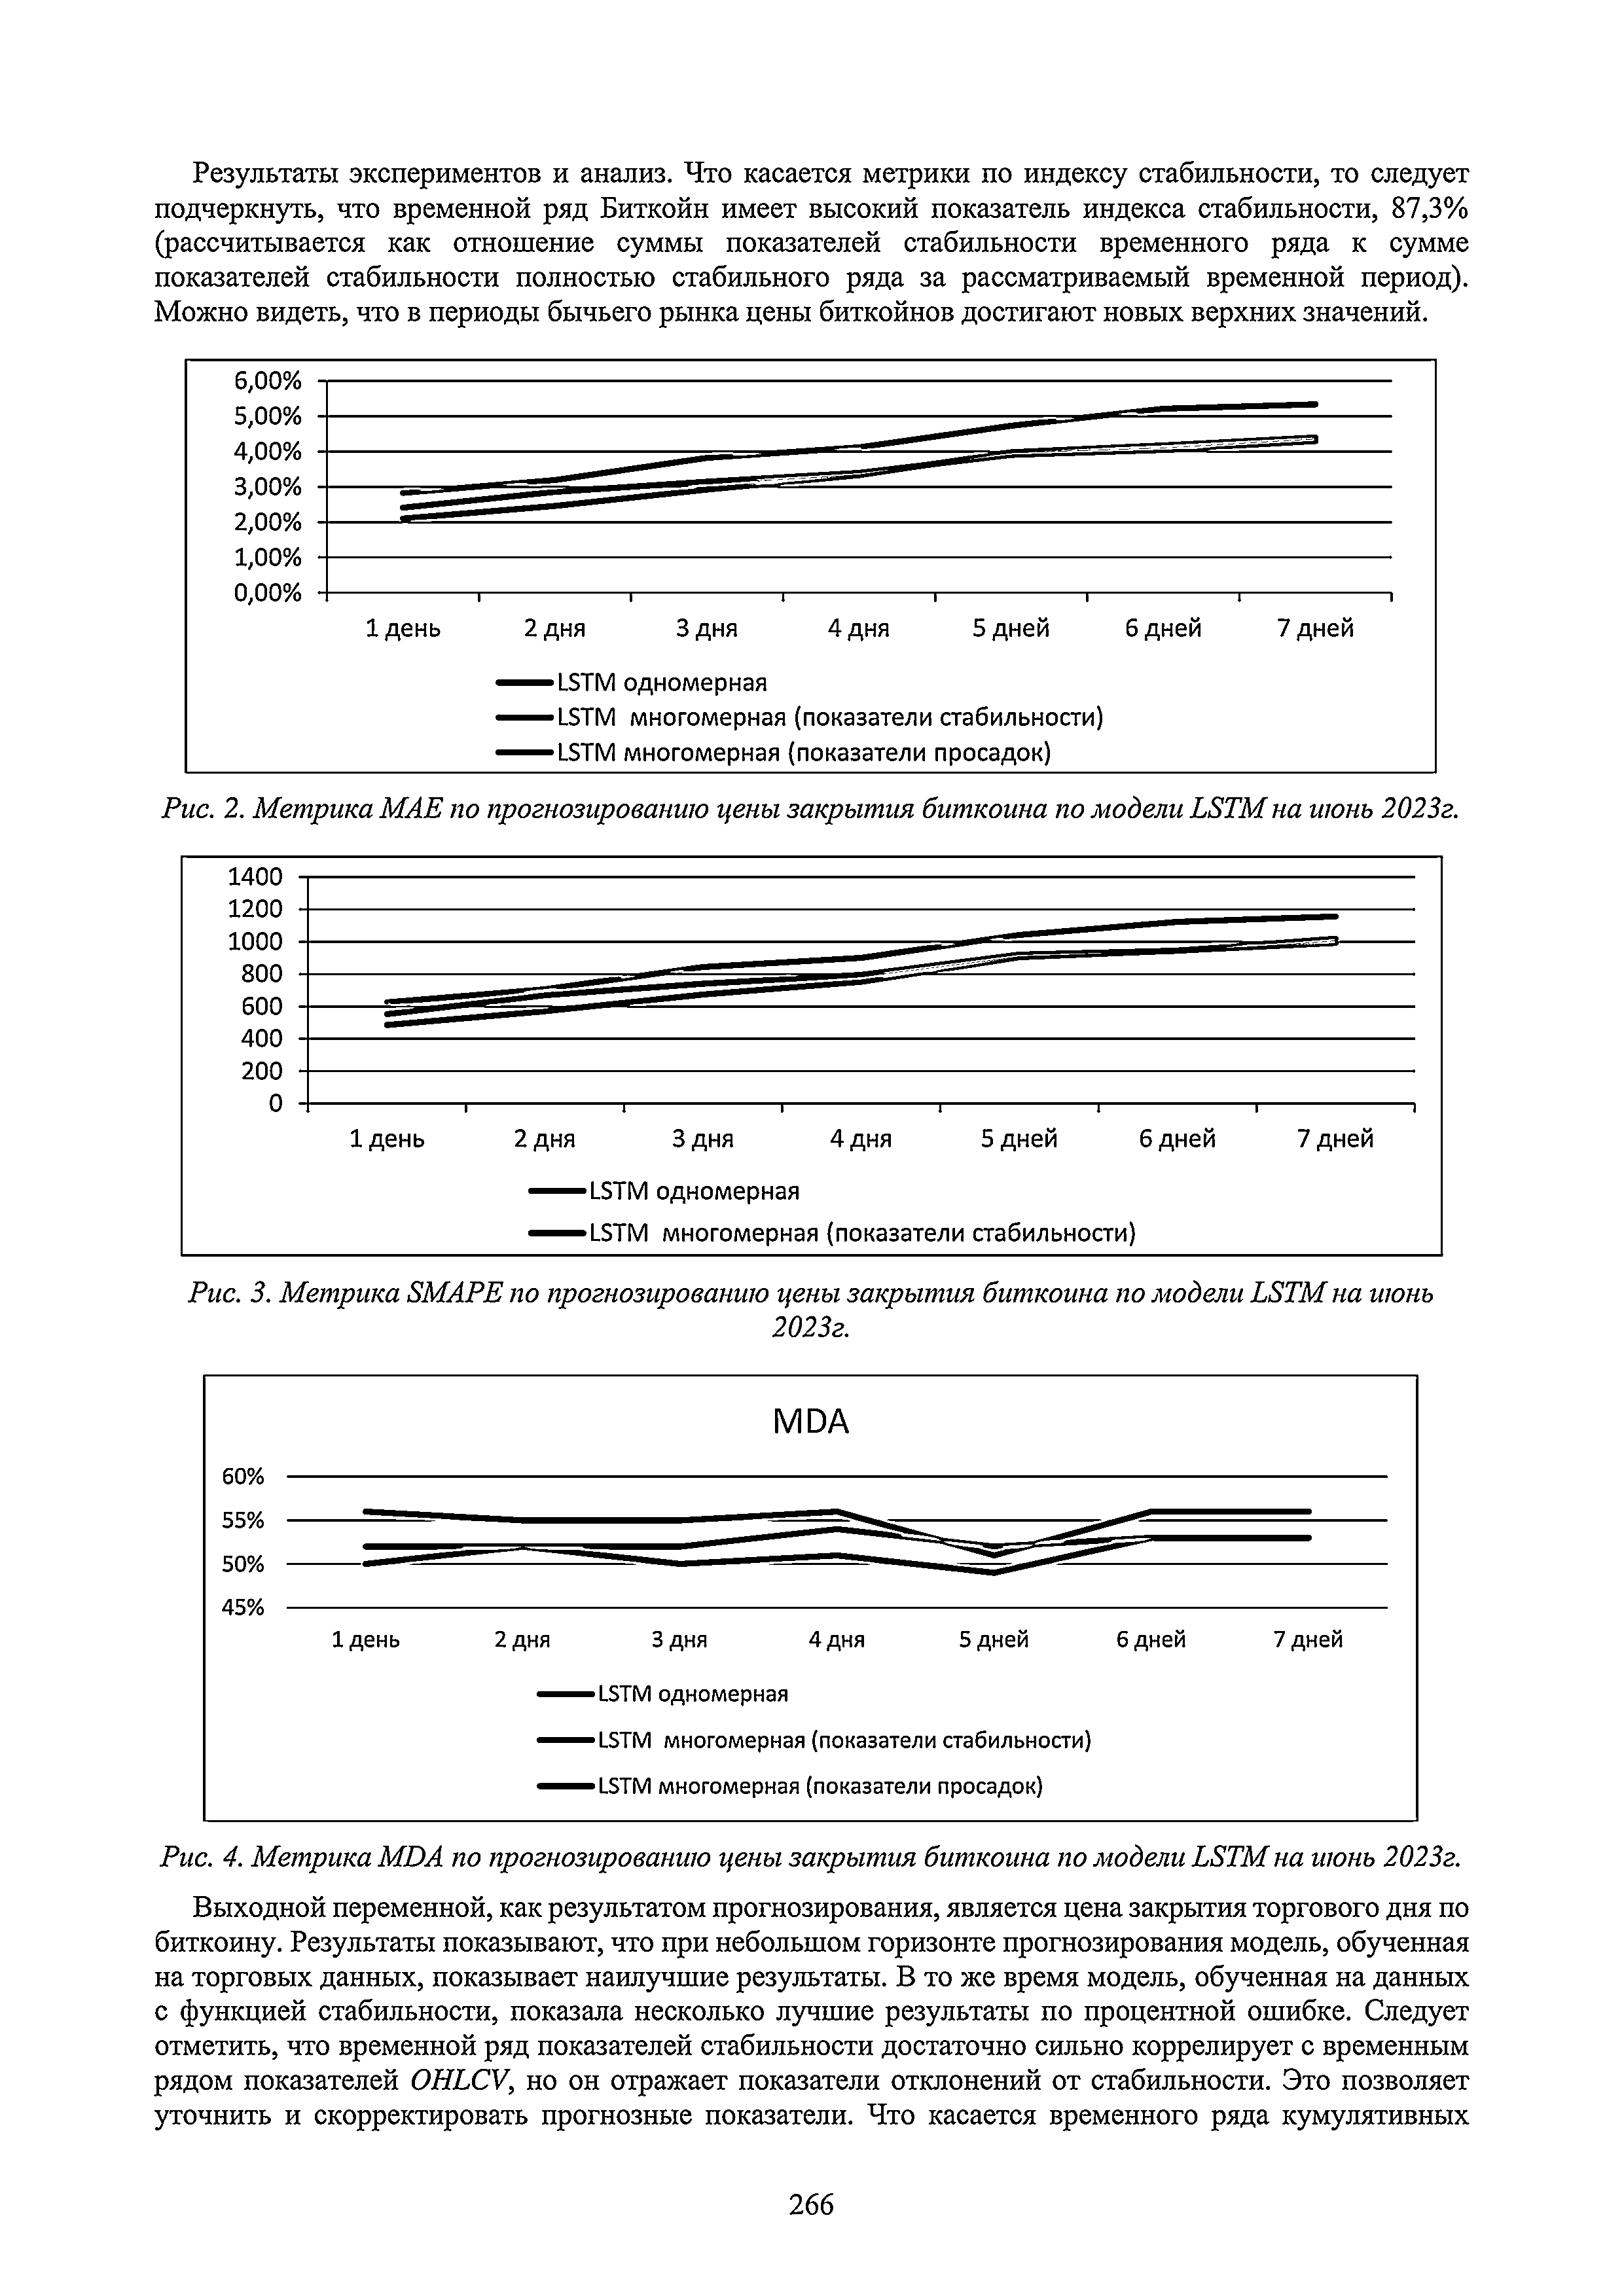 Результаты экспериментов и анализ. Что касается метрики по индексу стабильности, то следует
подчеркнуть, что временной ряд Биткойн имеет высокий показатель индекса стабильности, 87,3%
(рассчитывается как отношение суммы показателей стабильности временного ряда к сумме
показателей стабильности полностью стабильного ряда за рассматриваемый временной период).
Можно видеть, что в периоды бычьего рынка цены биткойнов достигают новых верхних значений.
6,00%
5,00%
4,00%
3,00%
2,00%
1,00%
0,00%
1 день 2 дня 3 дня 4 дня 5 дней 6 дней 7 дней
LSTM одномерная
LSTM многомерная (показатели стабильности)
LSTM многомерная (показатели просадок)
Рис. 2. Метрика MAE по прогнозированию цены закрытия биткоина по модели LSTM на июнь 2023г.
1400
1200
1000
800
600
400
200
0
1 день 2 дня 3 дня 4 дня 5 дней 6 дней 7 дней
LSTM одномерная
LSTM многомерная (показатели стабильности)
Рис. 3. Метрика SMAPE по прогнозированию цены закрытия биткоина по модели LSTM на июнь
2023г.
MDA
60%
55%
50%
45%
1 день 2 дня 3 дня 4 дня 5 дней 6 дней 7 дней
LSTM одномерная
LSTM многомерная (показатели стабильности)
LSTM многомерная (показатели просадок)
Рис. 4. Метрика MDA по прогнозированию цены закрытия биткоина по модели LSTM на июнь 2023г.
Выходной переменной, как результатом прогнозирования, является цена закрытия торгового дня по
биткоину. Результаты показывают, что при небольшом горизонте прогнозирования модель, обученная
на торговых данных, показывает наилучшие результаты. В то же время модель, обученная на данных
с функцией стабильности, показала несколько лучшие результаты по процентной ошибке. Следует
отметить, что временной ряд показателей стабильности достаточно сильно коррелирует с временным
рядом показателей OHLCV, но он отражает показатели отклонений от стабильности. Это позволяет
уточнить и скорректировать прогнозные показатели. Что касается временного ряда кумулятивных
266